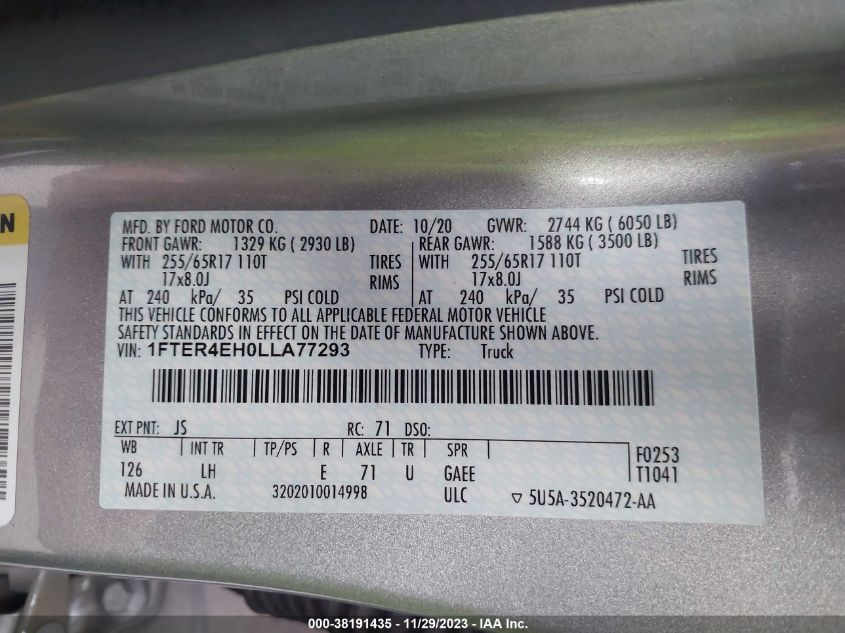 N
MFD. BY FORD MOTOR CO. DATE: 10/20 GVWR: 2744 KG ( 6050 LB)
FRONT GAWR: 1329 KG ( 2930 LB) REAR GAWR: 1588 KG ( 3500 LB)
WITH 255/65R17 110T TIRES WITH 255/65R17 110T TIRES
17x8.0J RIMS 17x8.0J RIMS
AT 240 kPa/ 35 PSI COLD AT 240 kPa/ 35 PSI COLD
THIS VEHICLE CONFORMS TO ALL APPLICABLE FEDERAL MOTOR VEHICLE
SAFETY STANDARDS IN EFFECT ON THE DATE OF MANUFACTURE SHOWN ABOVE.
VIN: 1FTER4EH0LLA77293 TYPE: Truck
EXT PNT: JS RC: 71 DSO:
WB INT TR TP/PS R AXLE TR SPR F0253
126 LH E 71 U GAEE T1041
MADE IN U.S.A. 3202010014998 ULC ▽ 5U5A-3520472-AA
000-38191435 - 11/29/2023 - IAA Inc.